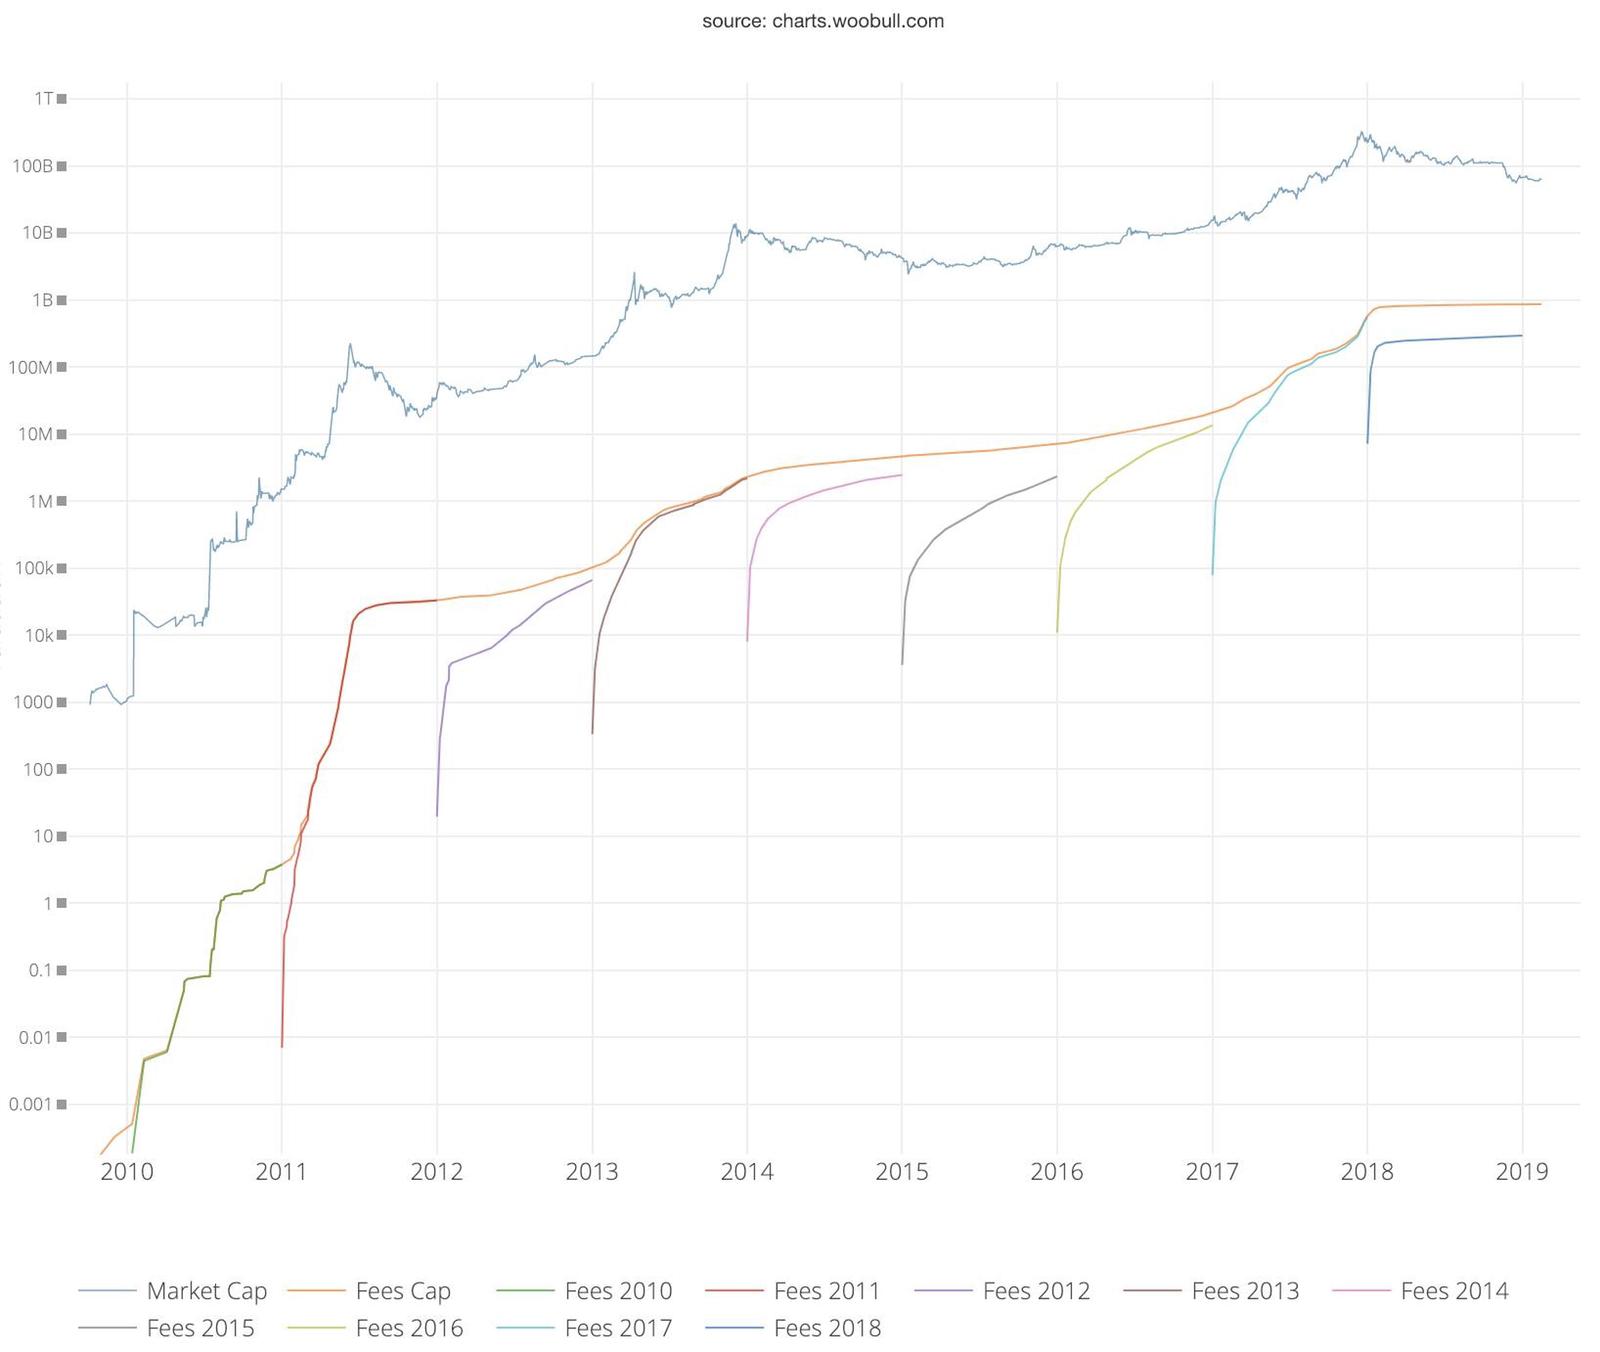 source: charts.woobull.com
1T
100B
10B
1B
100M
10M
1M
100k
10k
1000
100
10
1
0.1
0.01
0.001
2010 2011 2012 2013 2014 2015 2016 2017 2018 2019
Market Cap Fees Cap Fees 2010 Fees 2011 Fees 2012 Fees 2013 Fees 2014
Fees 2015 Fees 2016 Fees 2017 Fees 2018